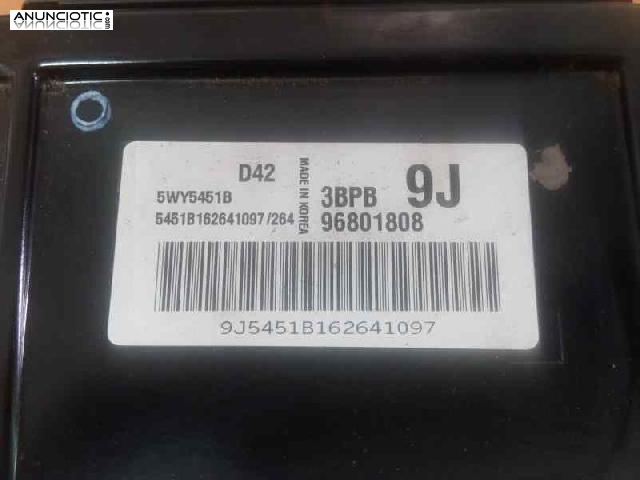 ANUNCIOTIC
.COM
D42
5WY5451B
5451B162641097/264
MADE IN KOREA
3BPB 9J
96801808
9J5451B162641097